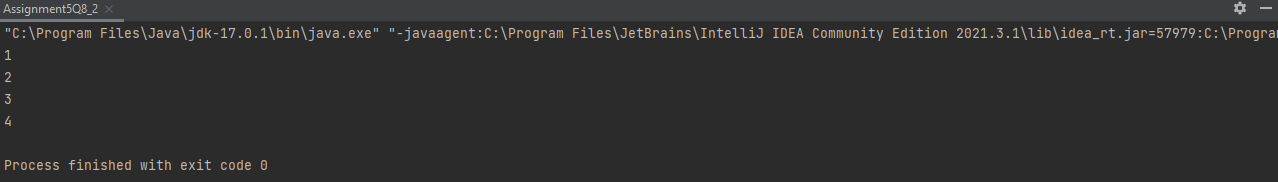 Assignment5Q8_2
"C:\Program Files\Java\jdk-17.0.1\bin\java.exe" "-javaagent:C:\Program Files\JetBrains\IntelliJ IDEA Community Edition 2021.3.1\lib\idea_rt.jar=57979:C:\Program
1
2
3
4
Process finished with exit code 0